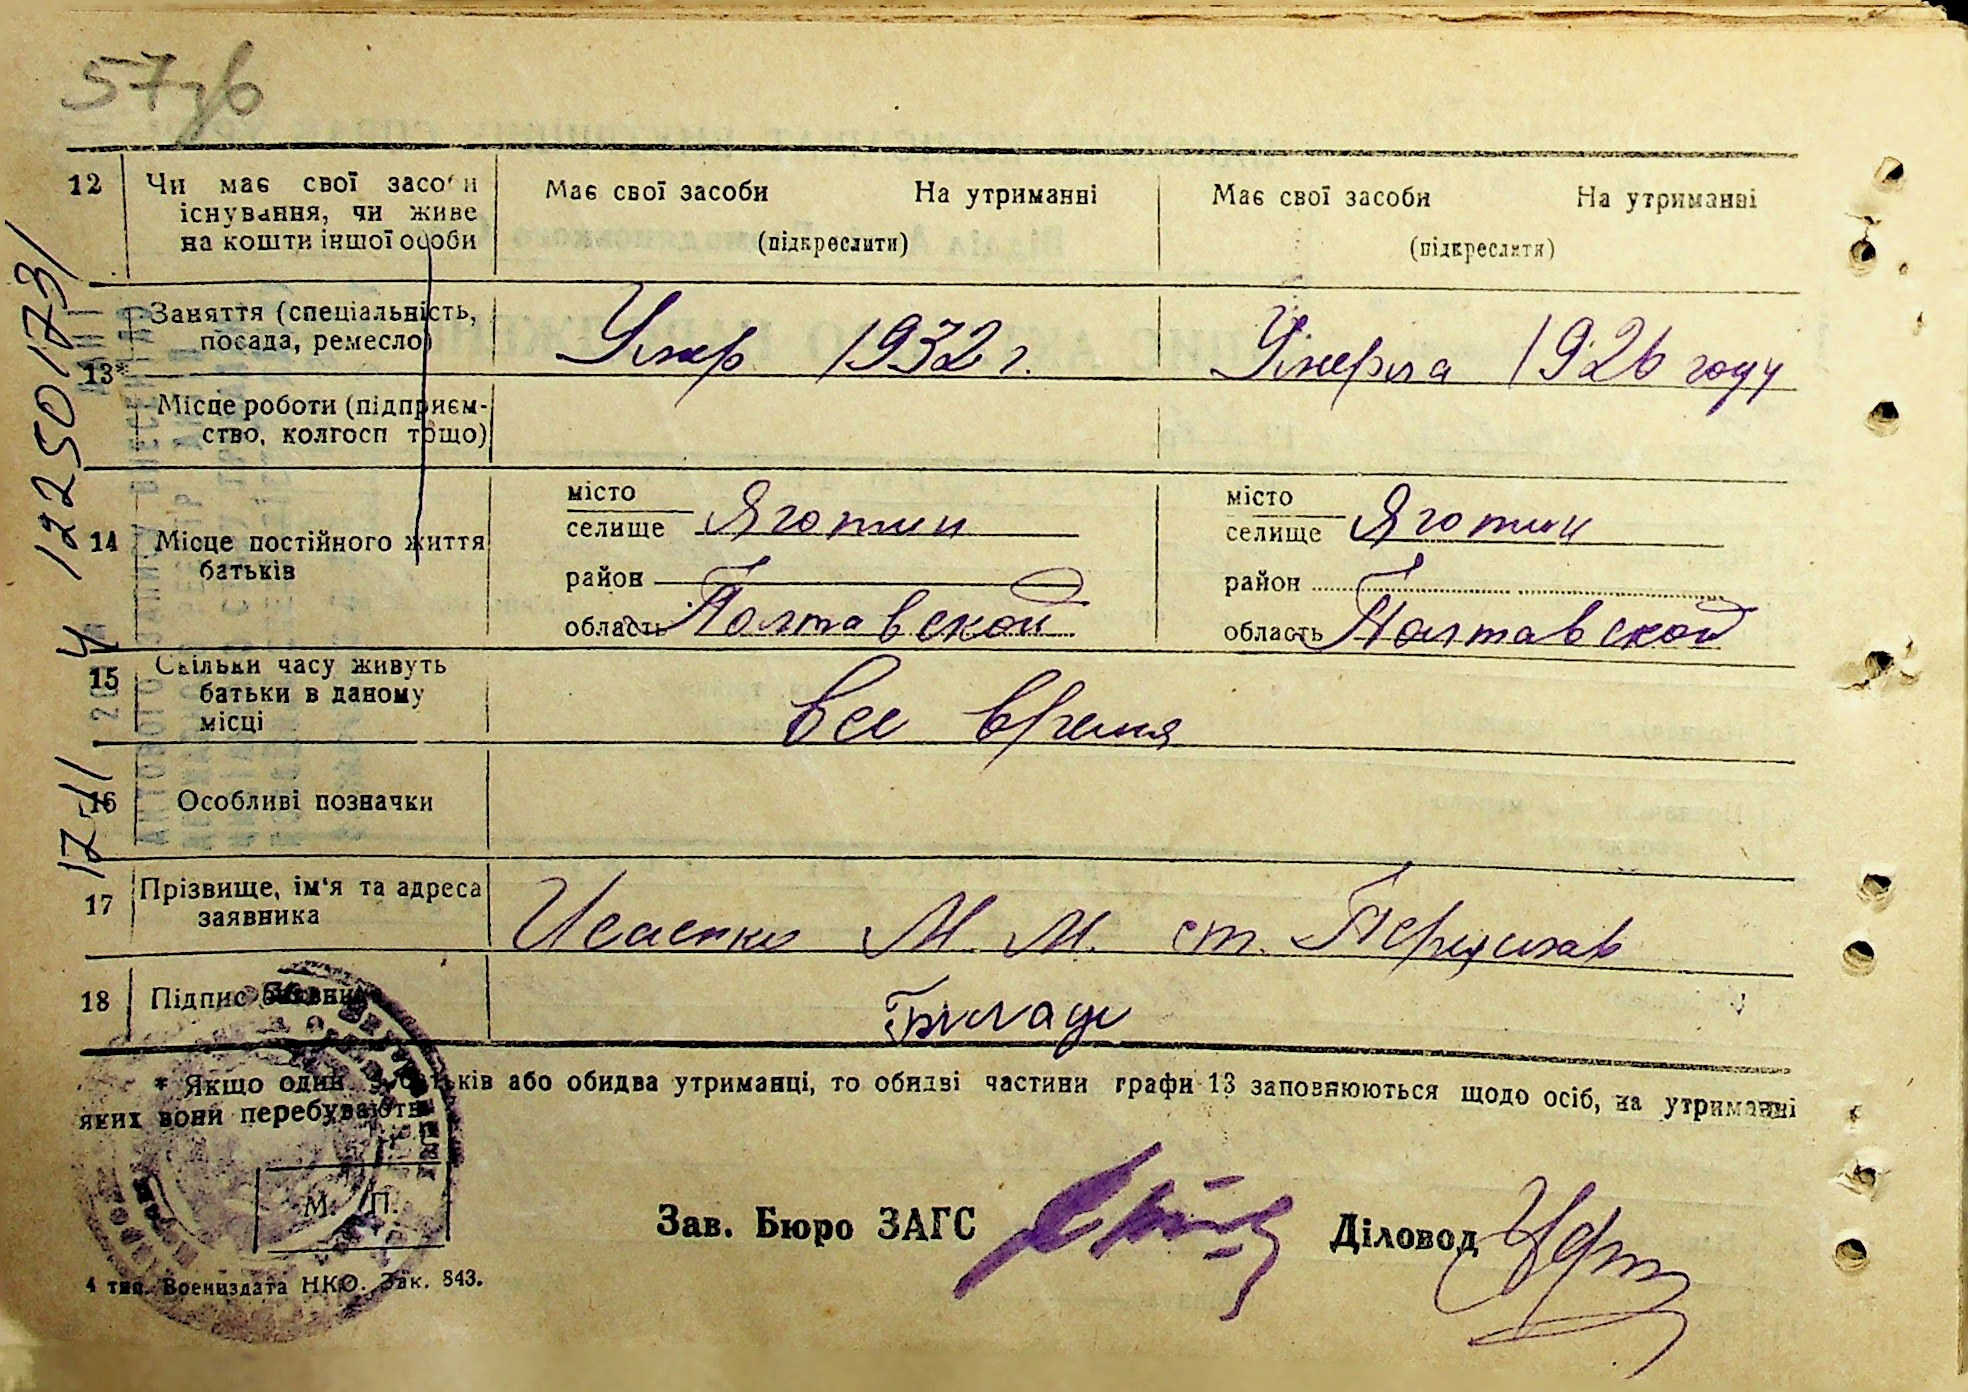 57зв
12 Чи має свої засоби Має свої засоби На утриманні Має свої засоби На утриманні
існування, чи живе
на кошти іншої особи (підкреслити) (підкреслити)
Заняття (спеціальність,
посада, ремесло) Умер 1932 г. Умерла 1926 году
13*
Місце роботи (підприєм-
ство, колгосп тощо)
14 Місце постійного життя
батьків
місто
селище Яготин
район
область Полтавской
місто
селище Яготин
район
область Полтавской
15 Скільки часу живуть
батьки в даному
місці
все время
16 Особливі позначки
17 Прізвище, ім'я та адреса
заявника
Исаенко М. М. ст.
18 Підпис
* Якщо один з батьків або обидва утриманці, то обидві частини графи 13 заповнюються щодо осіб, на утриманні
яких вони перебувають
М. П.
Зав. Бюро ЗАГС Діловод
4 тип. Воениздата НКО. Зак. 843.